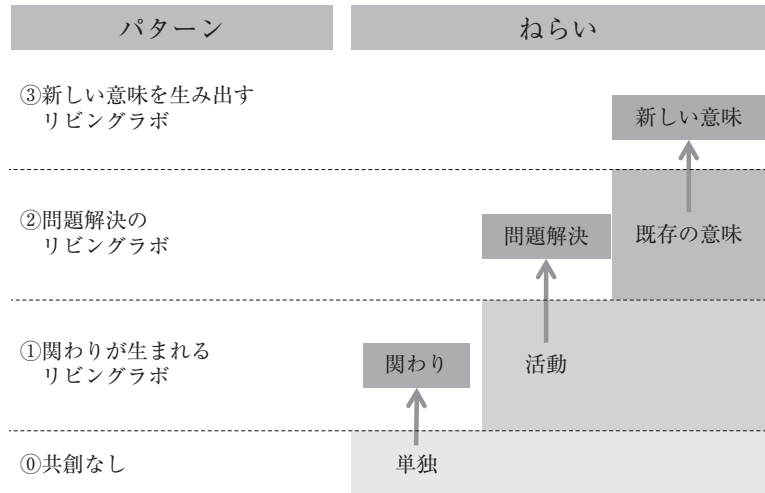 パターン
ねらい
③新しい意味を生み出す
リビングラボ
新しい意味
②問題解決の
リビングラボ
問題解決
既存の意味
①関わりが生まれる
リビングラボ
関わり
活動
⓪共創なし
単独